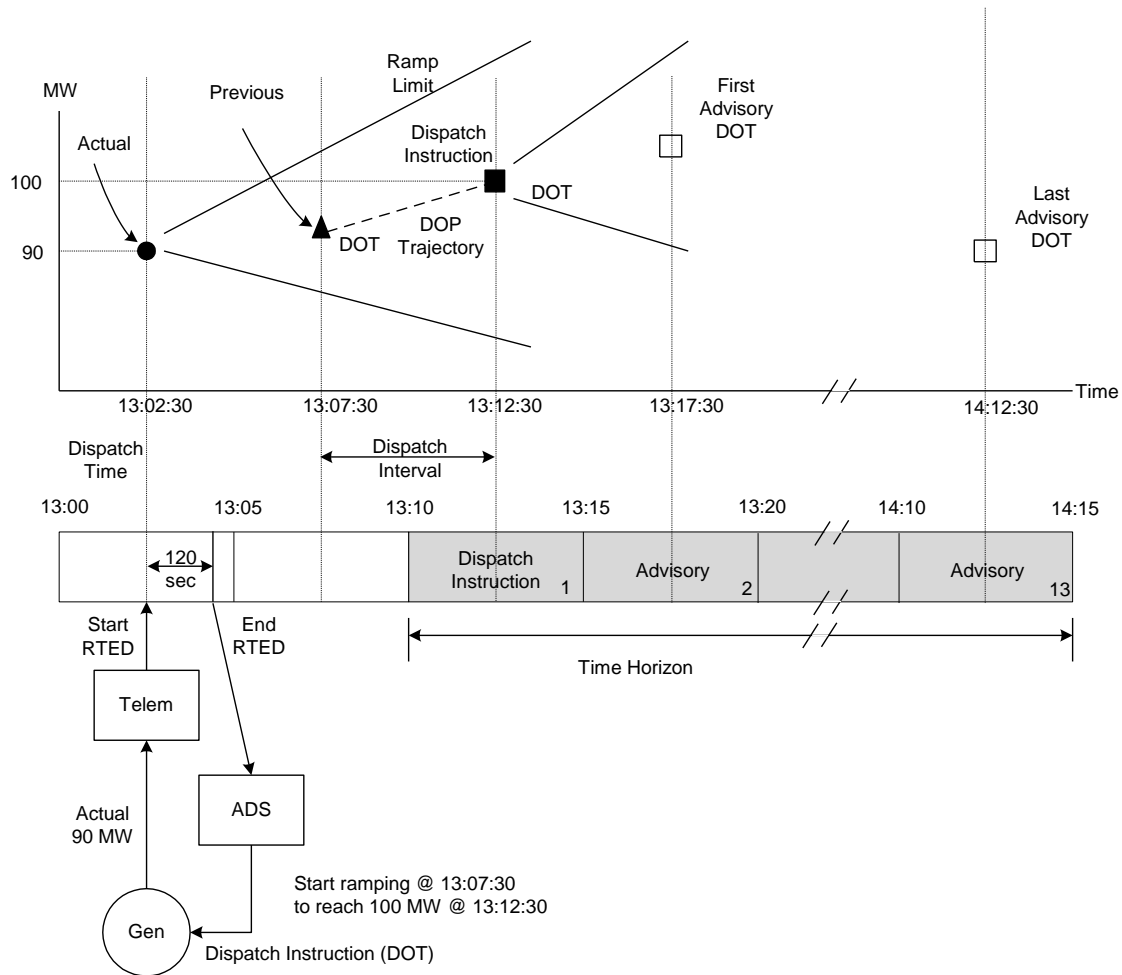 Ramp
Limit
First
Advisory
DOT
MW
Previous
Actual
Dispatch
Instruction
100
DOT
DOT
DOP
Trajectory
Last
Advisory
DOT
90
Time
13:02:30
13:07:30
13:12:30
13:17:30
14:12:30
Dispatch
Time
Dispatch
Interval
13:00
13:05
13:10
13:15
13:20
14:10
14:15
120
sec
Dispatch
Instruction
1
Advisory
2
Advisory
13
Start
RTED
End
RTED
Time Horizon
Telem
ADS
Actual
90 MW
Start ramping @ 13:07:30
to reach 100 MW @ 13:12:30
Gen
Dispatch Instruction (DOT)